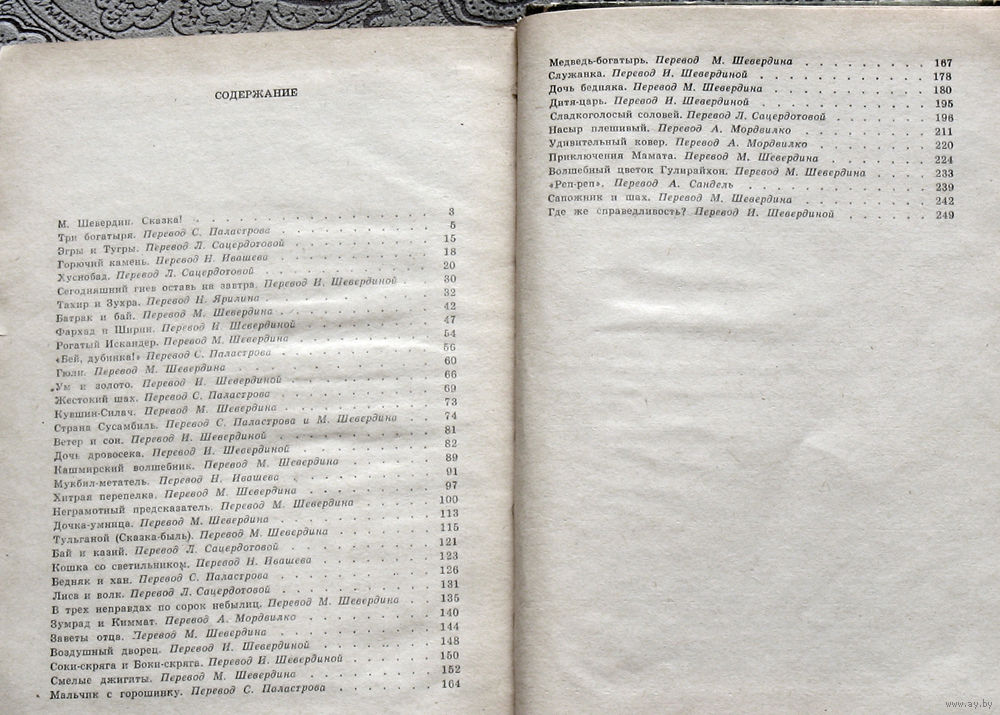 СОДЕРЖАНИЕ
М. Шевердин. Сказка! . . . . . . . . . . . . . 3
Три богатыря. Перевод С. Паластрова . . . . . . . . . 5
Эгры и Тугры. Перевод Л. Сацердотовой . . . . . . . . . 15
Горючий камень. Перевод Н. Ивашева . . . . . . . . . 18
Хуснобад. Перевод Л. Сацердотовой . . . . . . . . . 20
Сегодняшний гнев оставь на завтра. Перевод И. Шевердиной . . . 30
Тахир и Зухра. Перевод Н. Ярилина . . . . . . . . . 32
Батрак и бай. Перевод М. Шевердина . . . . . . . . . 42
Фархад и Ширин. Перевод И. Шевердиной . . . . . . . . 47
Рогатый Искандер. Перевод М. Шевердина . . . . . . . . 54
«Бей, дубинка!» Перевод С. Паластрова . . . . . . . . 56
Гюли. Перевод М. Шевердина . . . . . . . . . . 60
Ум и золото. Перевод И. Шевердиной . . . . . . . . . 66
Жестокий шах. Перевод С. Паластрова . . . . . . . . . 69
Кувшин-Силач. Перевод М. Шевердина . . . . . . . . . 73
Страна Сусамбиль. Перевод С. Паластрова и М. Шевердина . . . 74
Ветер и сон. Перевод И. Шевердиной . . . . . . . . . 81
Дочь дровосека. Перевод И. Шевердиной . . . . . . . . 82
Кашмирский волшебник. Перевод М. Шевердина . . . . . . 89
Мукбил-метатель. Перевод Н. Ивашева . . . . . . . . . 91
Хитрая перепелка. Перевод М. Шевердина . . . . . . . . 97
Неграмотный предсказатель. Перевод М. Шевердина . . . . . 100
Дочка-умница. Перевод М. Шевердина . . . . . . . . . 113
Тульганой (Сказка-быль). Перевод М. Шевердина . . . . . . 115
Бай и казий. Перевод Л. Сацердотовой . . . . . . . . 121
Кошка со светильником. Перевод Н. Ивашева . . . . . . . 123
Бедняк и хан. Перевод С. Паластрова . . . . . . . . . 126
Лиса и волк. Перевод Л. Сацердотовой . . . . . . . . 131
В трех неправдах по сорок небылиц. Перевод М. Шевердина . . . 135
Зумрад и Киммат. Перевод А. Мордвилко . . . . . . . . 140
Заветы отца. Перевод М. Шевердина . . . . . . . . . 144
Воздушный дворец. Перевод И. Шевердиной . . . . . . . 148
Соки-скряга и Боки-скряга. Перевод И. Шевердиной . . . . . 150
Смелые джигиты. Перевод М. Шевердина . . . . . . . . 152
Мальчик с горошинку. Перевод С. Паластрова . . . . . . . 164
Медведь-богатырь. Перевод М. Шевердина . . . . . . . . 167
Служанка. Перевод И. Шевердиной . . . . . . . . . 178
Дочь бедняка. Перевод М. Шевердина . . . . . . . . . 180
Дитя-царь. Перевод И. Шевердиной . . . . . . . . . 195
Сладкоголосый соловей. Перевод Л. Сацердотовой . . . . . . 196
Насыр плешивый. Перевод А. Мордвилко . . . . . . . . 211
Удивительный ковер. Перевод А. Мордвилко . . . . . . . 220
Приключения Мамата. Перевод М. Шевердина . . . . . . . 224
Волшебный цветок Гулирайхон. Перевод М. Шевердина . . . . 233
«Реп-реп». Перевод А. Сандель . . . . . . . . . . 239
Сапожник и шах. Перевод М. Шевердина . . . . . . . . 242
Где же справедливость? Перевод И. Шевердиной . . . . . . 249
© www.ay.by